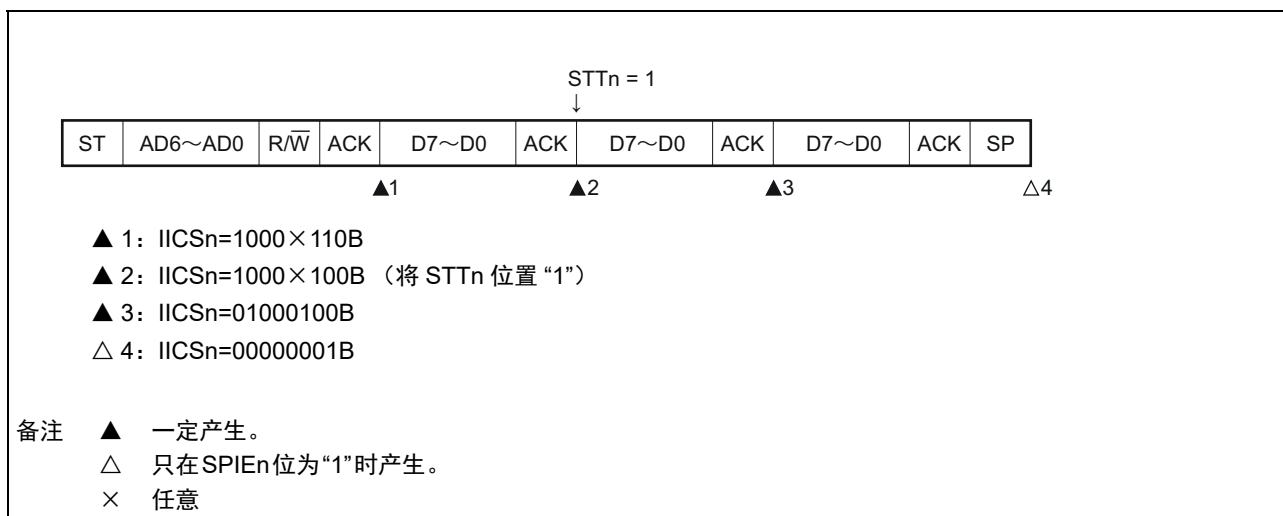 STTn = 1
↓
ST AD6～AD0 R/W̅ ACK D7～D0 ACK D7～D0 ACK D7～D0 ACK SP
▲1 ▲2 ▲3 △4
▲ 1：IICSn=1000×110B
▲ 2：IICSn=1000×100B （将 STTn 位置 “1”）
▲ 3：IICSn=01000100B
△ 4：IICSn=00000001B
备注 ▲ 一定产生。
△ 只在SPIEn位为“1”时产生。
× 任意